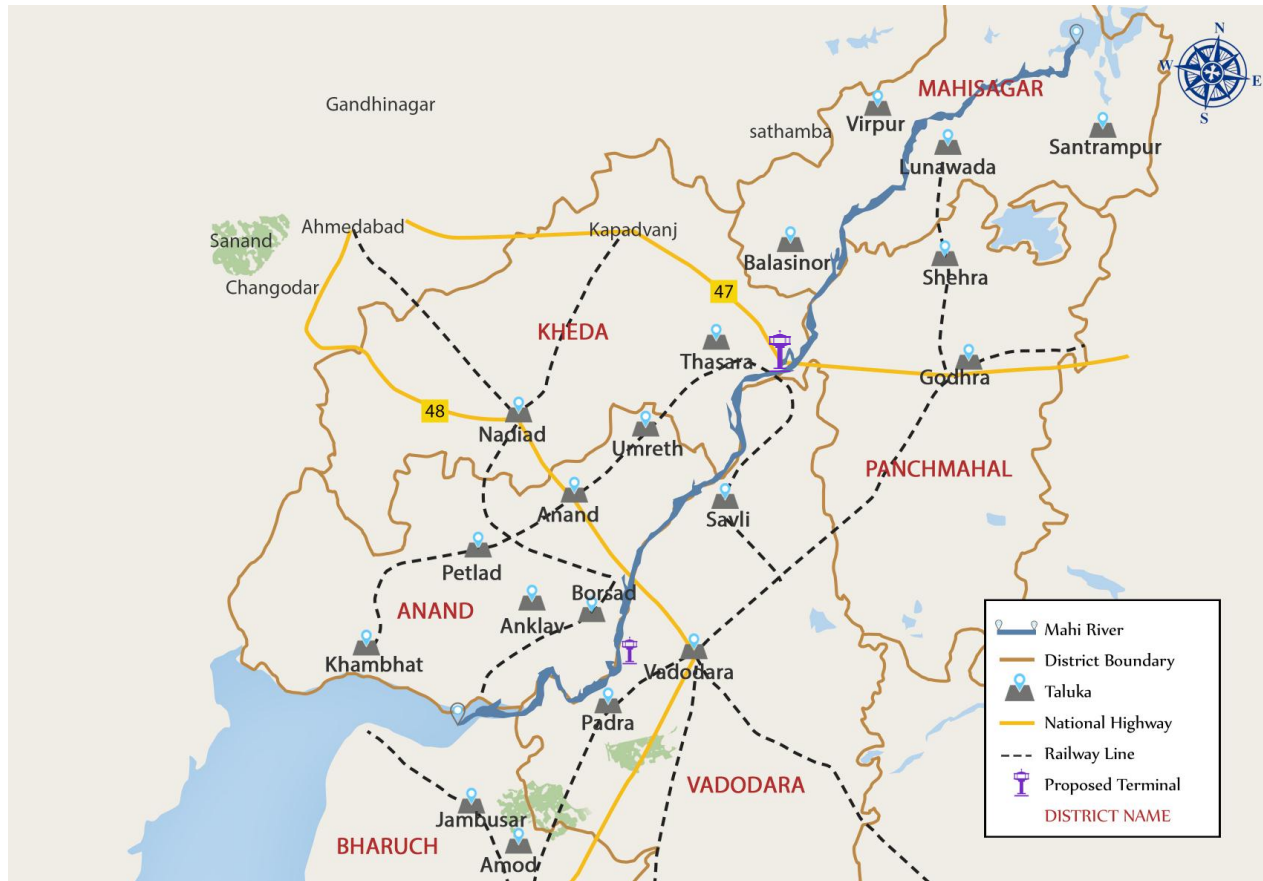 N
W
E
S
MAHISAGAR
Gandhinagar
Virpur
sathamba
Lunawada
Santrampur
Ahmedabad
Kapadvanj
Sanand
Balasinor
Shehra
Changodar
47
KHEDA
Thasara
Godhra
48
Nadiad
Umreth
PANCHMAHAL
Anand
Savli
Petlad
Borsad
ANAND
Anklav
Khambhat
Vadodara
Padra
VADODARA
Jambusar
BHARUCH
Amod
Mahi River
District Boundary
Taluka
National Highway
Railway Line
Proposed Terminal
DISTRICT NAME